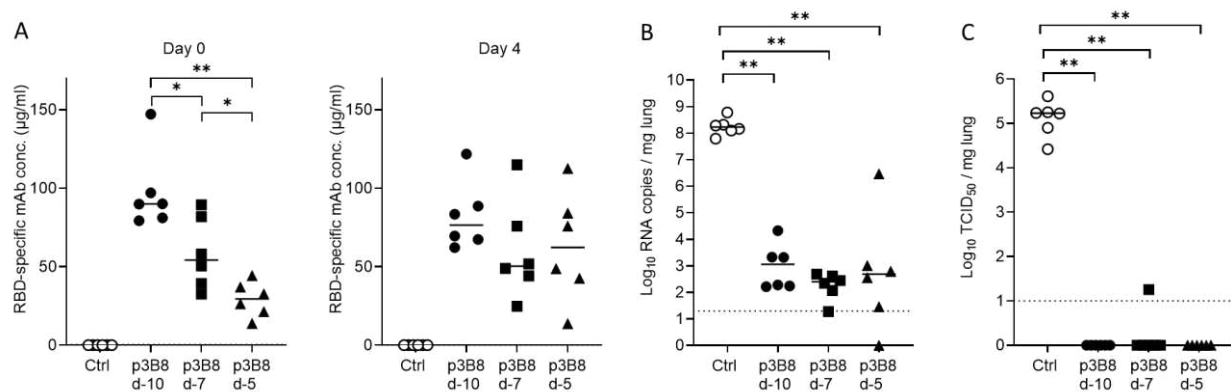 A
Day 0
RBD-specific mAb conc. (µg/ml)
150
100
50
0
**
*
*
Ctrl
p3B8
d-10
p3B8
d-7
p3B8
d-5
Day 4
RBD-specific mAb conc. (µg/ml)
150
100
50
0
Ctrl
p3B8
d-10
p3B8
d-7
p3B8
d-5
B
**
**
**
Log10 RNA copies / mg lung
10
9
8
7
6
5
4
3
2
1
0
Ctrl
p3B8
d-10
p3B8
d-7
p3B8
d-5
C
**
**
**
Log10 TCID50 / mg lung
6
5
4
3
2
1
0
Ctrl
p3B8
d-10
p3B8
d-7
p3B8
d-5